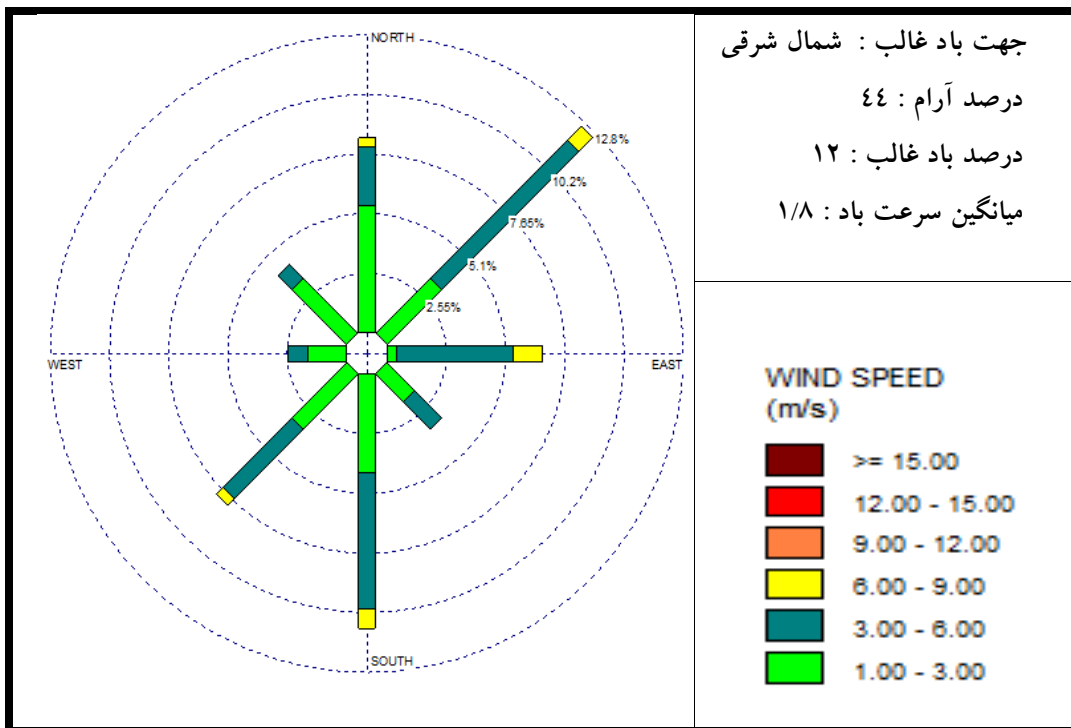 NORTH
12.8%
10.2%
7.65%
5.1%
2.55%
WEST
EAST
SOUTH
جهت باد غالب : شمال شرقی
درصد آرام : ٤٤
درصد باد غالب : ١٢
میانگین سرعت باد : ١/٨
WIND SPEED
(m/s)
>= 15.00
12.00 - 15.00
9.00 - 12.00
6.00 - 9.00
3.00 - 6.00
1.00 - 3.00